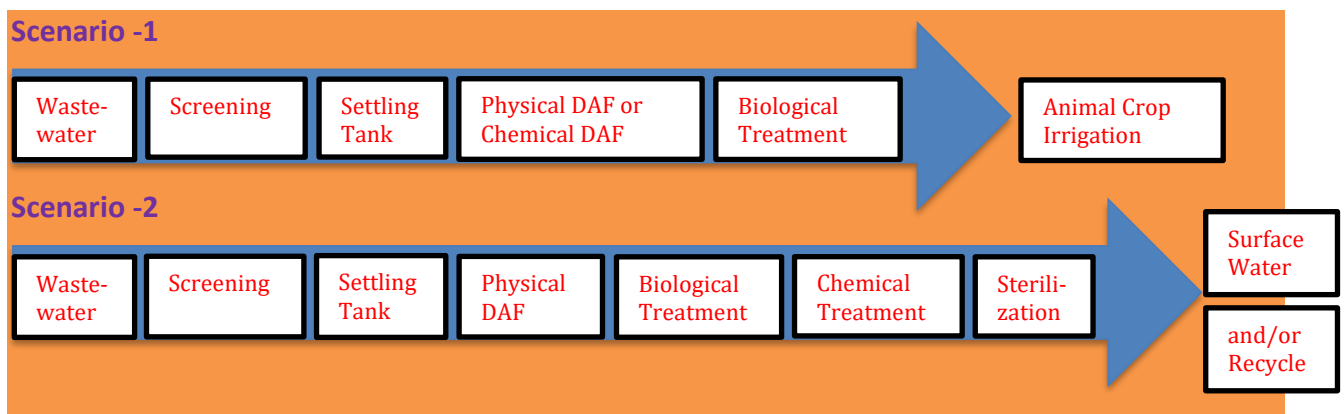 Scenario -1
Waste-
water
Screening
Settling
Tank
Physical DAF or
Chemical DAF
Biological
Treatment
Animal Crop
Irrigation
Scenario -2
Waste-
water
Screening
Settling
Tank
Physical
DAF
Biological
Treatment
Chemical
Treatment
Sterili-
zation
Surface
Water
and/or
Recycle